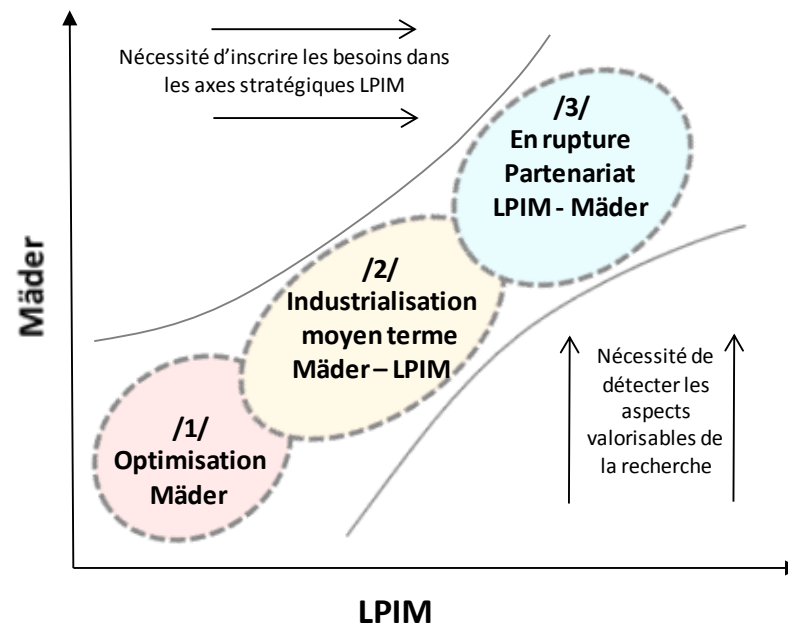 Nécessité d'inscrire les besoins dans
les axes stratégiques LPIM
/3/
En rupture
Partenariat
LPIM - Mäder
/2/
Industrialisation
moyen terme
Mäder – LPIM
Mäder
/1/
Optimisation
Mäder
Nécessité de
détecter les
aspects
valorisables de
la recherche
LPIM